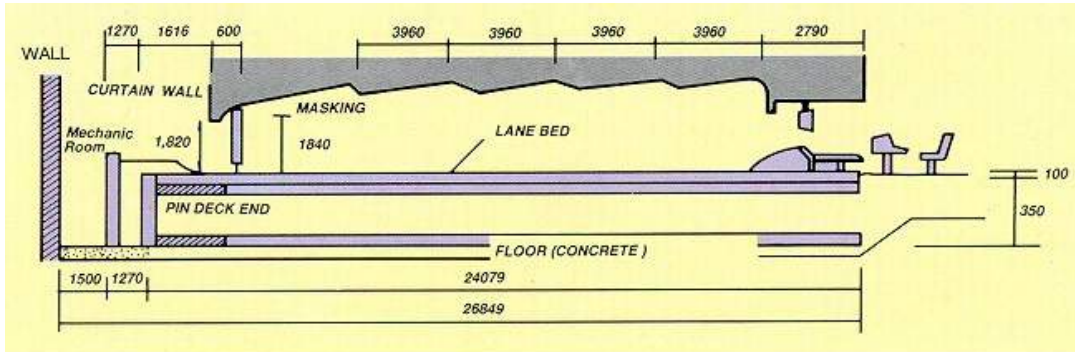 1270 1616 600 3960 3960 3960 3960 2790
WALL
CURTAIN WALL
MASKING
Mechanic
Room
1,820
1840
LANE BED
100
PIN DECK END
350
FLOOR (CONCRETE)
1500 1270 24079
26849